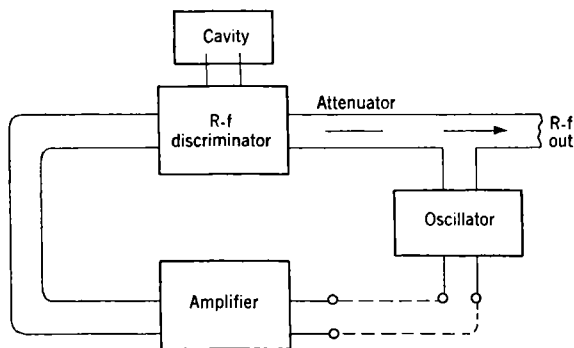 Cavity
R-f
discriminator
Attenuator
R-f
out
Oscillator
Amplifier